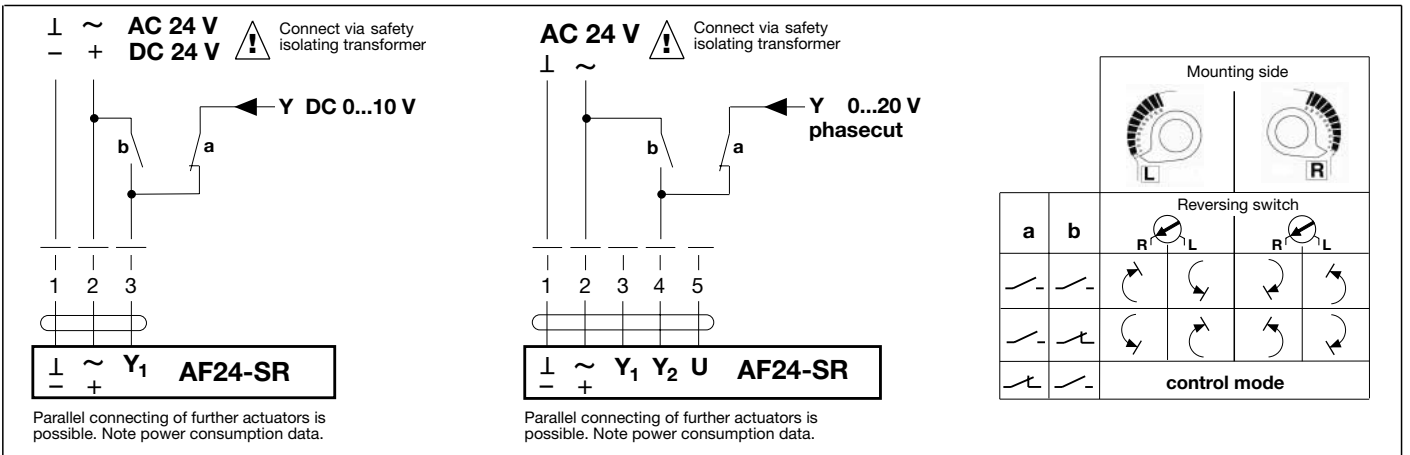 ⊥ ~ AC 24 V
− + DC 24 V
Connect via safety
isolating transformer
Y DC 0...10 V
b a
1 2 3
⊥ ~ Y1 AF24-SR
− +
Parallel connecting of further actuators is
possible. Note power consumption data.
AC 24 V
Connect via safety
isolating transformer
⊥ ~
Y 0...20 V
phasecut
b a
1 2 3 4 5
⊥ ~ Y1 Y2 U AF24-SR
− +
Parallel connecting of further actuators is
possible. Note power consumption data.
Mounting side
L R
Reversing switch
a b
R L R L
control mode